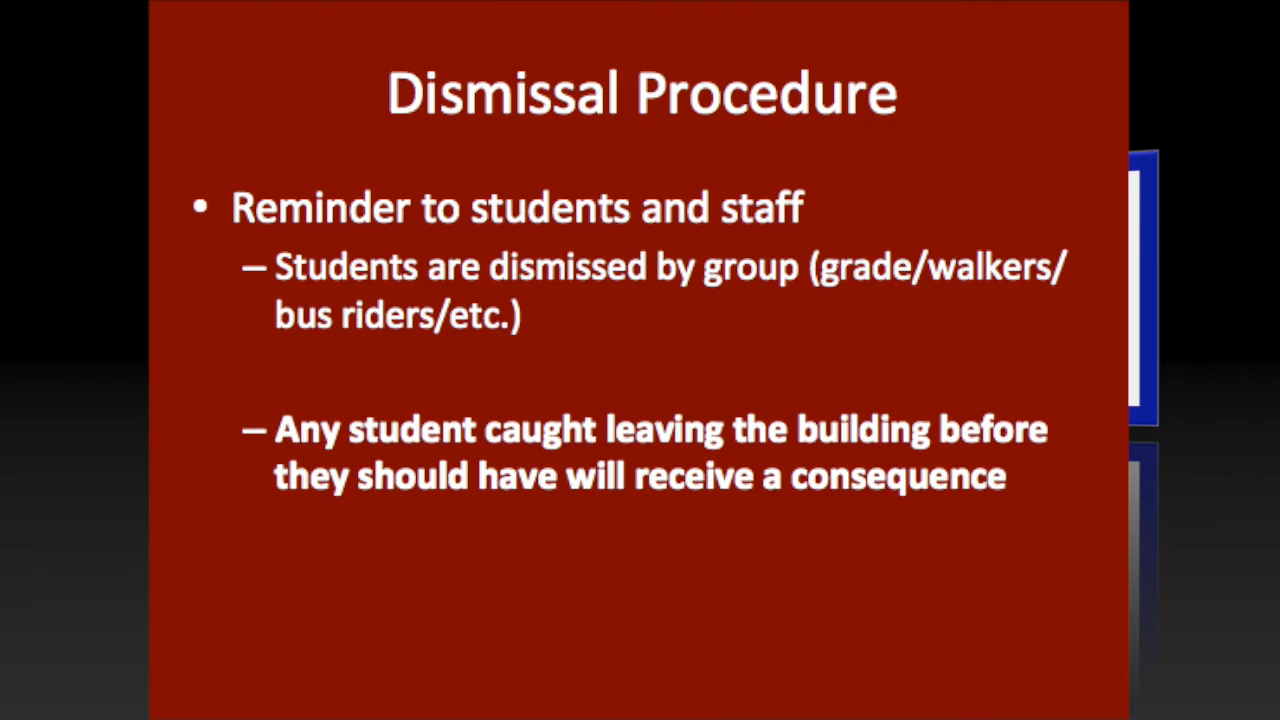 Dismissal Procedure
• Reminder to students and staff
– Students are dismissed by group (grade/walkers/
bus riders/etc.)
– Any student caught leaving the building before
they should have will receive a consequence